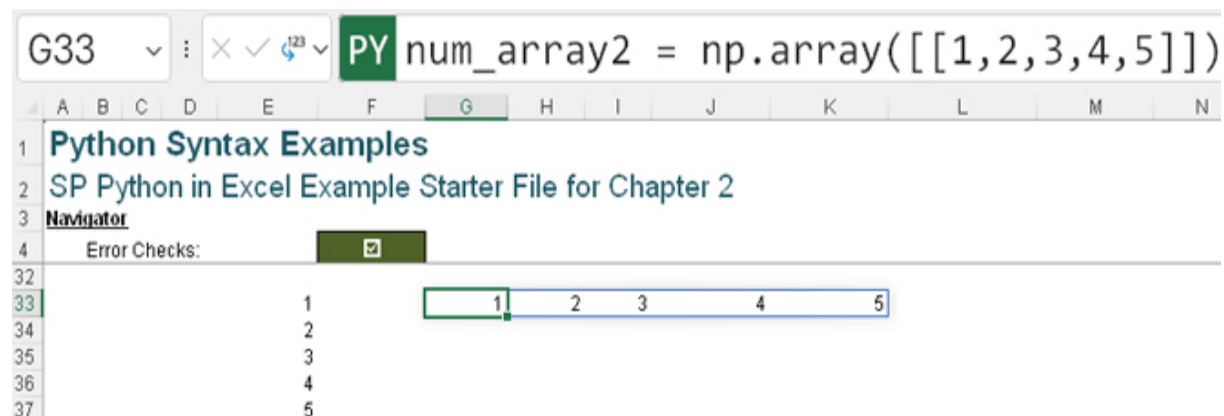 G33 123 PY num_array2 = np.array([[1,2,3,4,5]])
A B C D E F G H I J K L M N
1 Python Syntax Examples
2 SP Python in Excel Example Starter File for Chapter 2
3 Navigator
4 Error Checks:
32
33 1 1 2 3 4 5
34 2
35 3
36 4
37 5